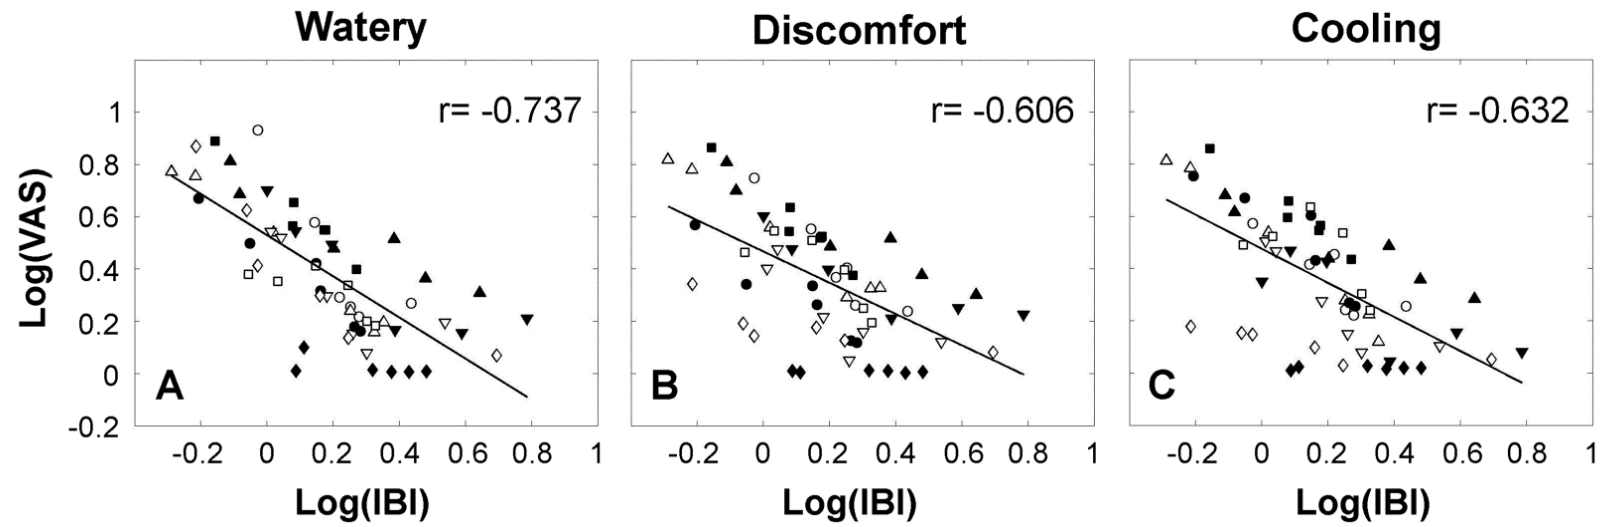 Watery
Discomfort
Cooling
r= -0.737
r= -0.606
r= -0.632
Log(VAS)
1
0.8
0.6
0.4
0.2
0
-0.2
A
B
C
-0.2 0 0.2 0.4 0.6 0.8 1
-0.2 0 0.2 0.4 0.6 0.8 1
-0.2 0 0.2 0.4 0.6 0.8 1
Log(IBI)
Log(IBI)
Log(IBI)